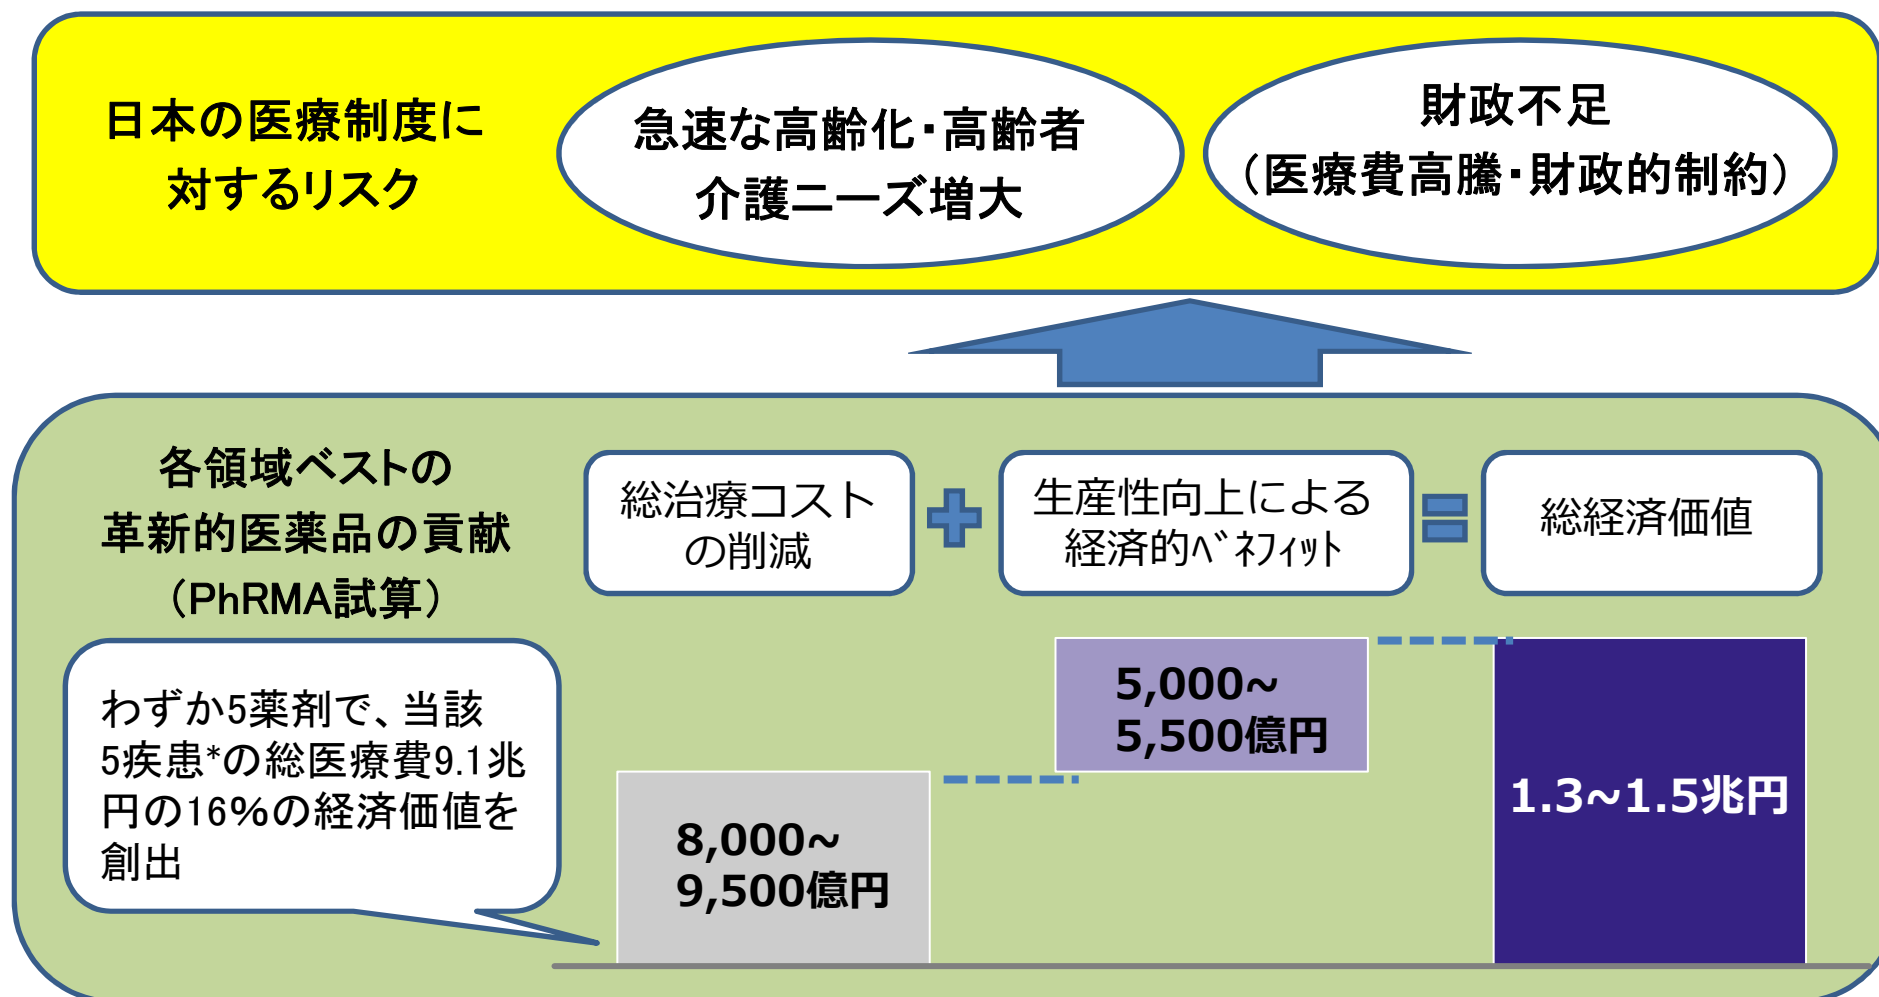 日本の医療制度に
対するリスク
急速な高齢化・高齢者
介護ニーズ増大
財政不足
（医療費高騰・財政的制約）
各領域ベストの
革新的医薬品の貢献
（PhRMA試算）
総治療コスト
の削減
生産性向上による
経済的ﾍﾞﾈﾌｨｯﾄ
総経済価値
わずか5薬剤で、当該
5疾患*の総医療費9.1兆
円の16%の経済価値を
創出
8,000~
9,500億円
5,000~
5,500億円
1.3~1.5兆円